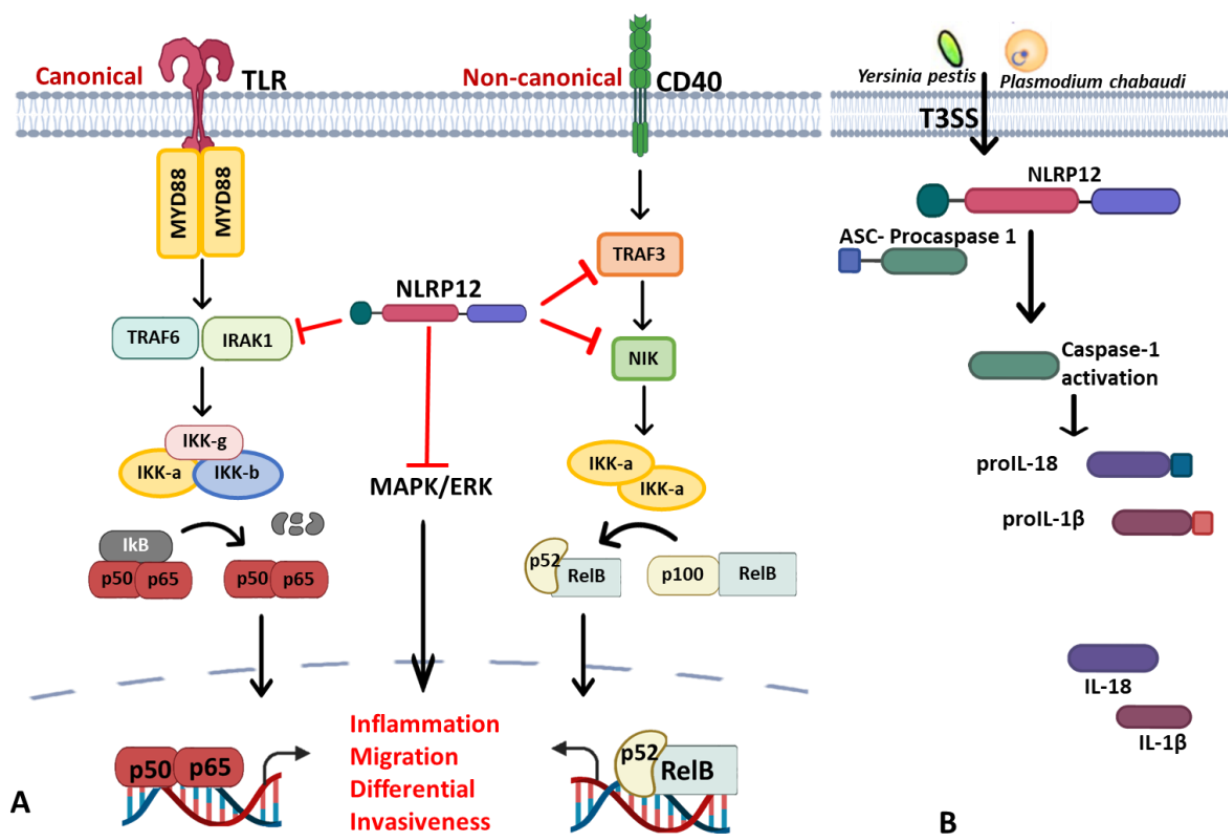 Canonical
TLR
MYD88
MYD88
TRAF6
IRAK1
IKK-g
IKK-a
IKK-b
IkB
p50
p65
p50
p65
NLRP12
MAPK/ERK
Non-canonical
CD40
TRAF3
NIK
IKK-a
IKK-a
p52
RelB
p100
RelB
p50
p65
Inflammation
Migration
Differential
Invasiveness
p52
RelB
A
Yersinia pestis
Plasmodium chabaudi
T3SS
NLRP12
ASC- Procaspase 1
Caspase-1
activation
proIL-18
proIL-1β
IL-18
IL-1β
B